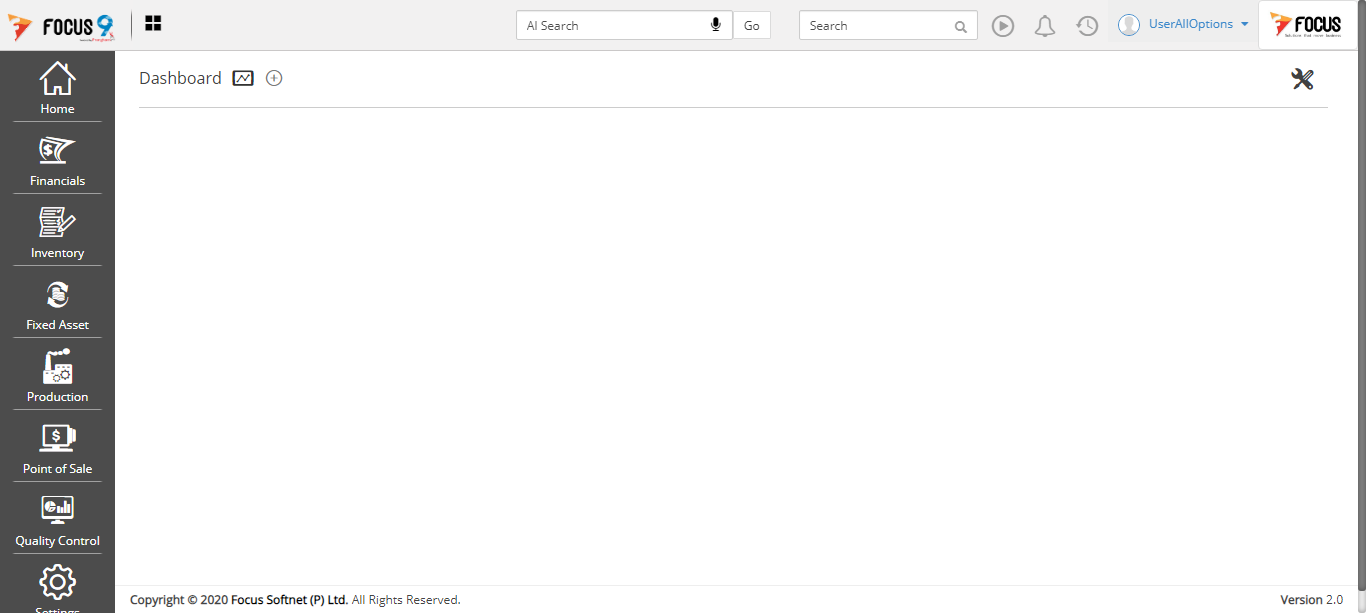 FOCUS 9
AI Search
Go
Search
UserAllOptions
FOCUS
Dashboard
Home
Financials
Inventory
Fixed Asset
Production
Point of Sale
Quality Control
Settings
Copyright © 2020 Focus Softnet (P) Ltd. All Rights Reserved.
Version 2.0